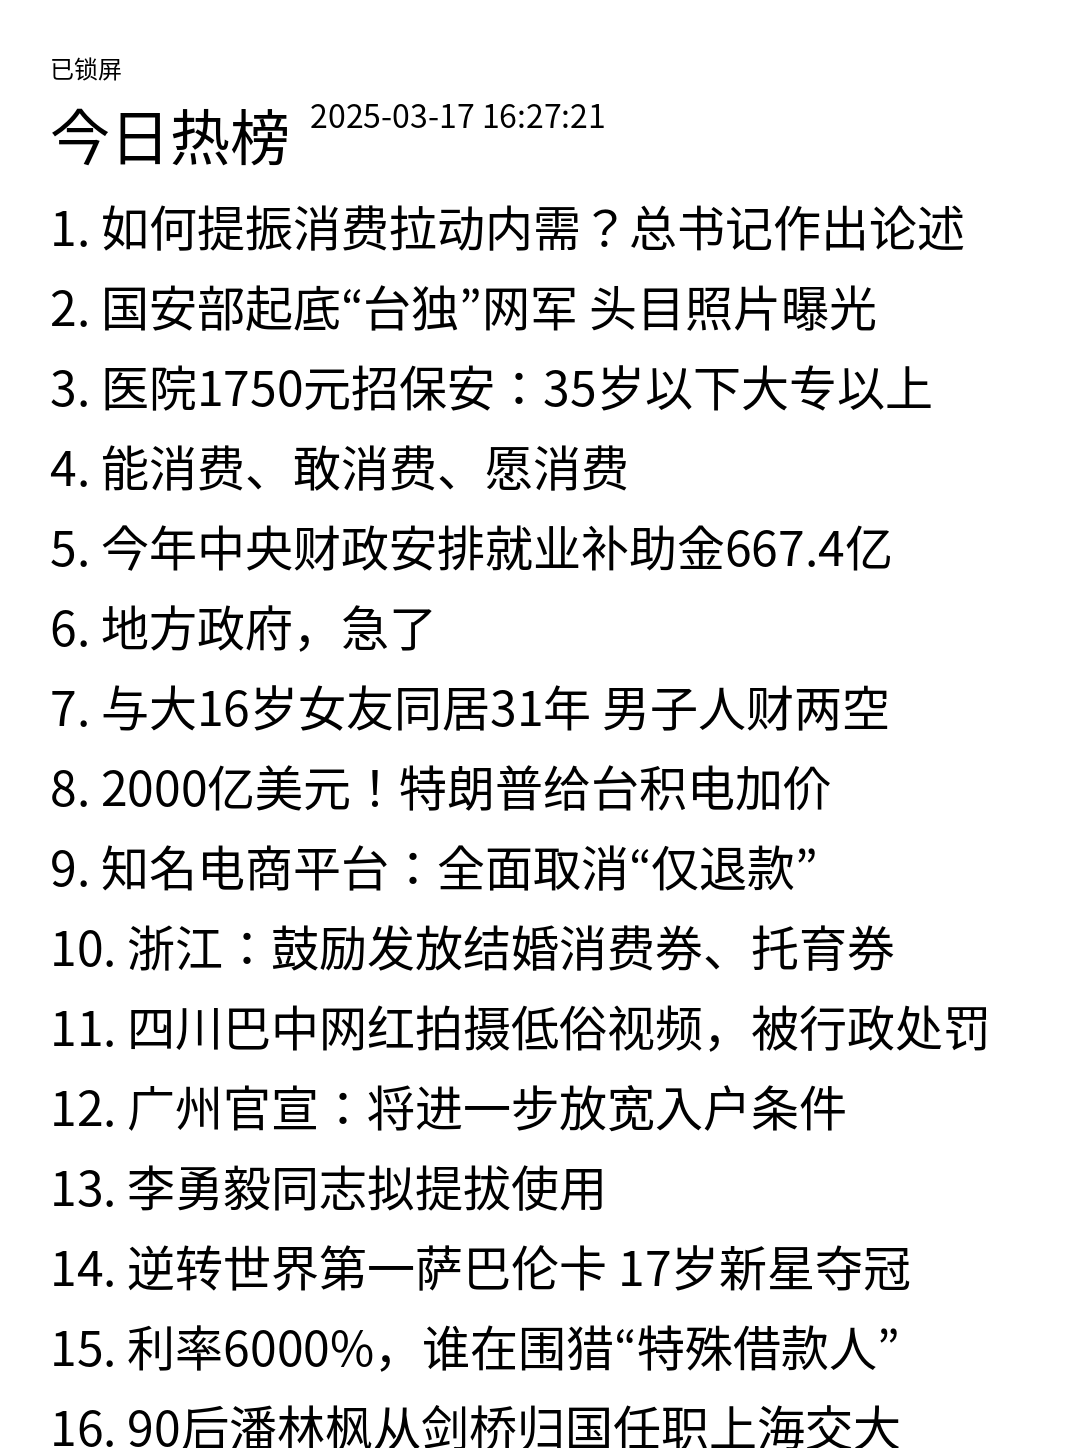 已锁屏
今日热榜 2025-03-17 16:27:21
1. 如何提振消费拉动内需？总书记作出论述
2. 国安部起底“台独”网军 头目照片曝光
3. 医院1750元招保安：35岁以下大专以上
4. 能消费、敢消费、愿消费
5. 今年中央财政安排就业补助金667.4亿
6. 地方政府，急了
7. 与大16岁女友同居31年 男子人财两空
8. 2000亿美元！特朗普给台积电加价
9. 知名电商平台：全面取消“仅退款”
10. 浙江：鼓励发放结婚消费券、托育券
11. 四川巴中网红拍摄低俗视频，被行政处罚
12. 广州官宣：将进一步放宽入户条件
13. 李勇毅同志拟提拔使用
14. 逆转世界第一萨巴伦卡 17岁新星夺冠
15. 利率6000%，谁在围猎“特殊借款人”
16. 90后潘林枫从剑桥归国任职上海交大